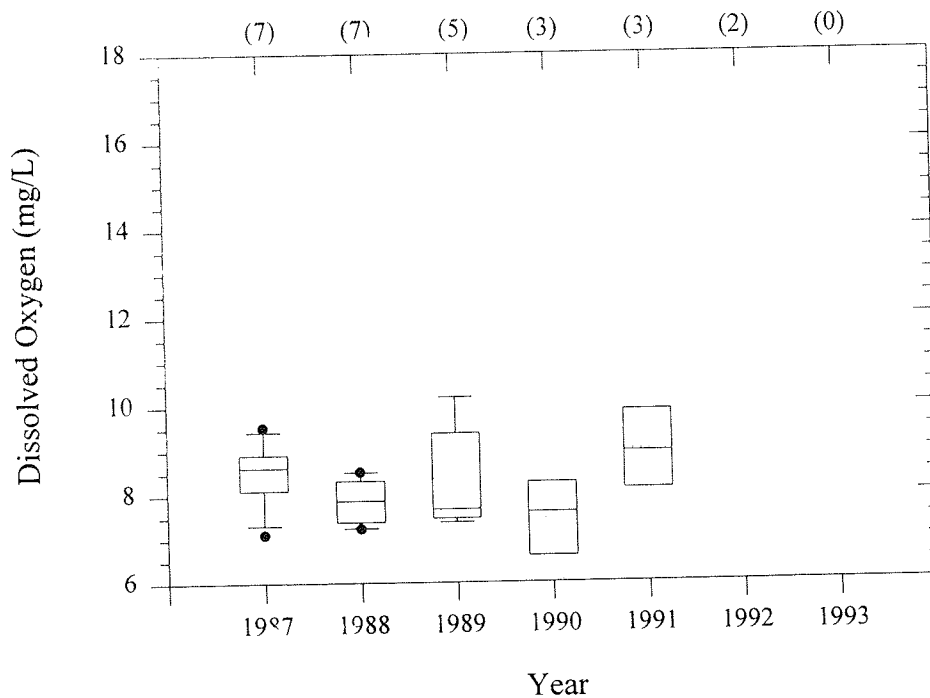 (7) (7) (5) (3) (3) (2) (0)
18
16
14
12
10
8
6
Dissolved Oxygen (mg/L)
1987 1988 1989 1990 1991 1992 1993
Year